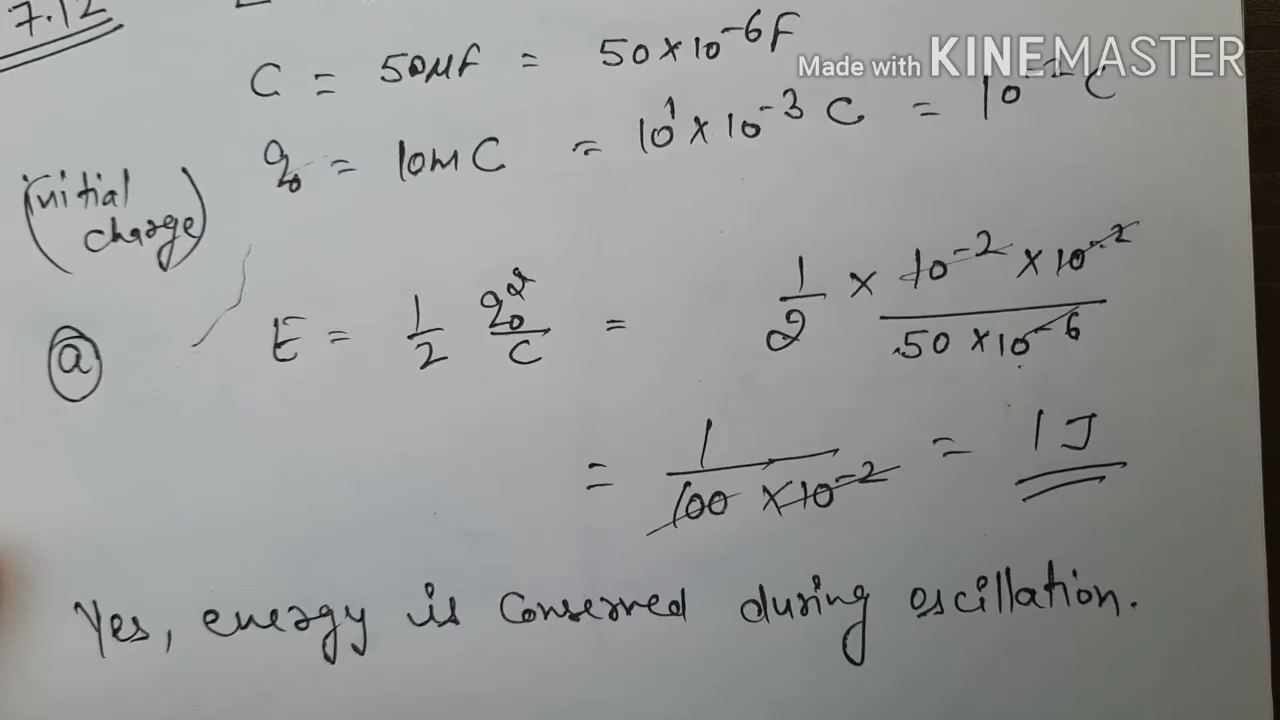 7.12
C = 50μF = 50×10⁻⁶F
Made with KINEMASTER
(initial charge) q₀ = 10mC = 10¹×10⁻³ C = 10⁻² C
(a) E = 1/2 q₀²/C = 1/2 × 10⁻² × 10⁻² / 50×10⁻⁶
= 1 / 100 × 10⁻² = 1 J
Yes, energy is conserved during oscillation.